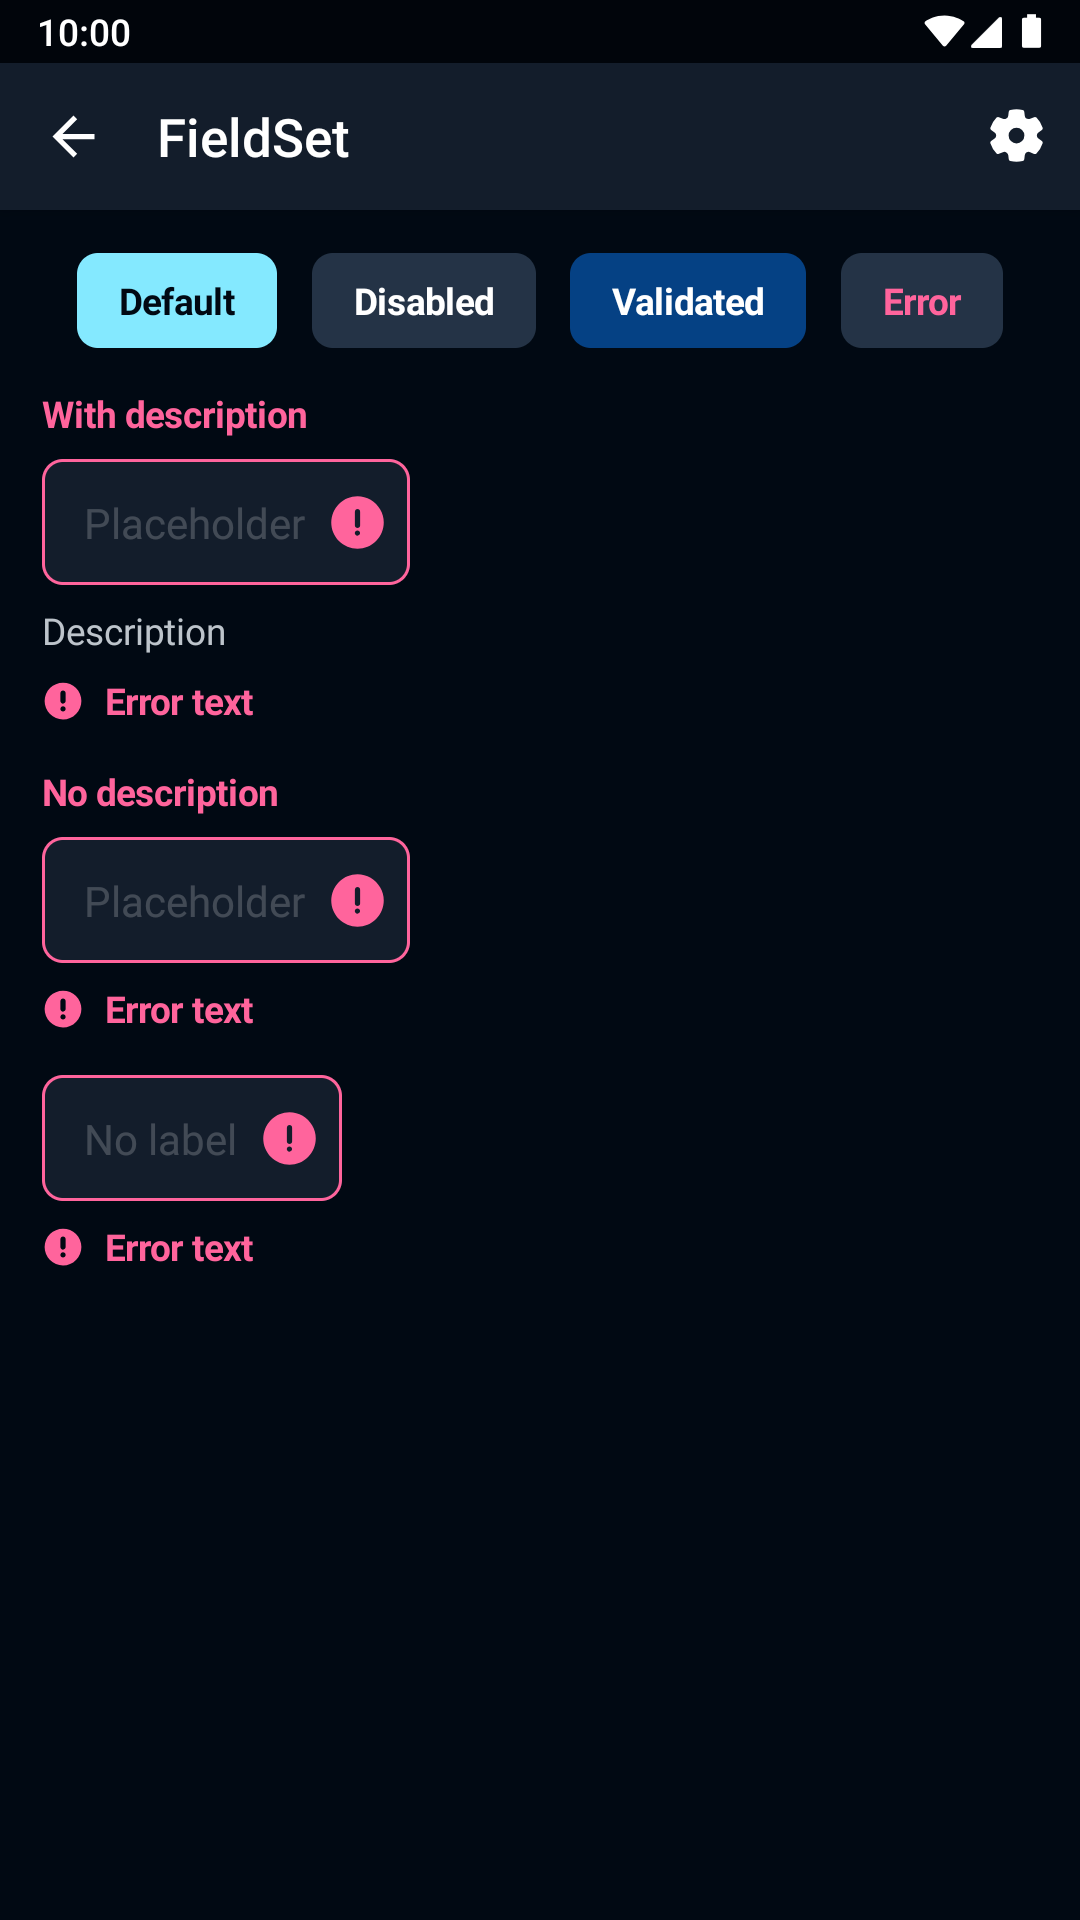 10:00
FieldSet
Default Disabled Validated Error
With description
Placeholder
Description
Error text
No description
Placeholder
Error text
No label
Error text